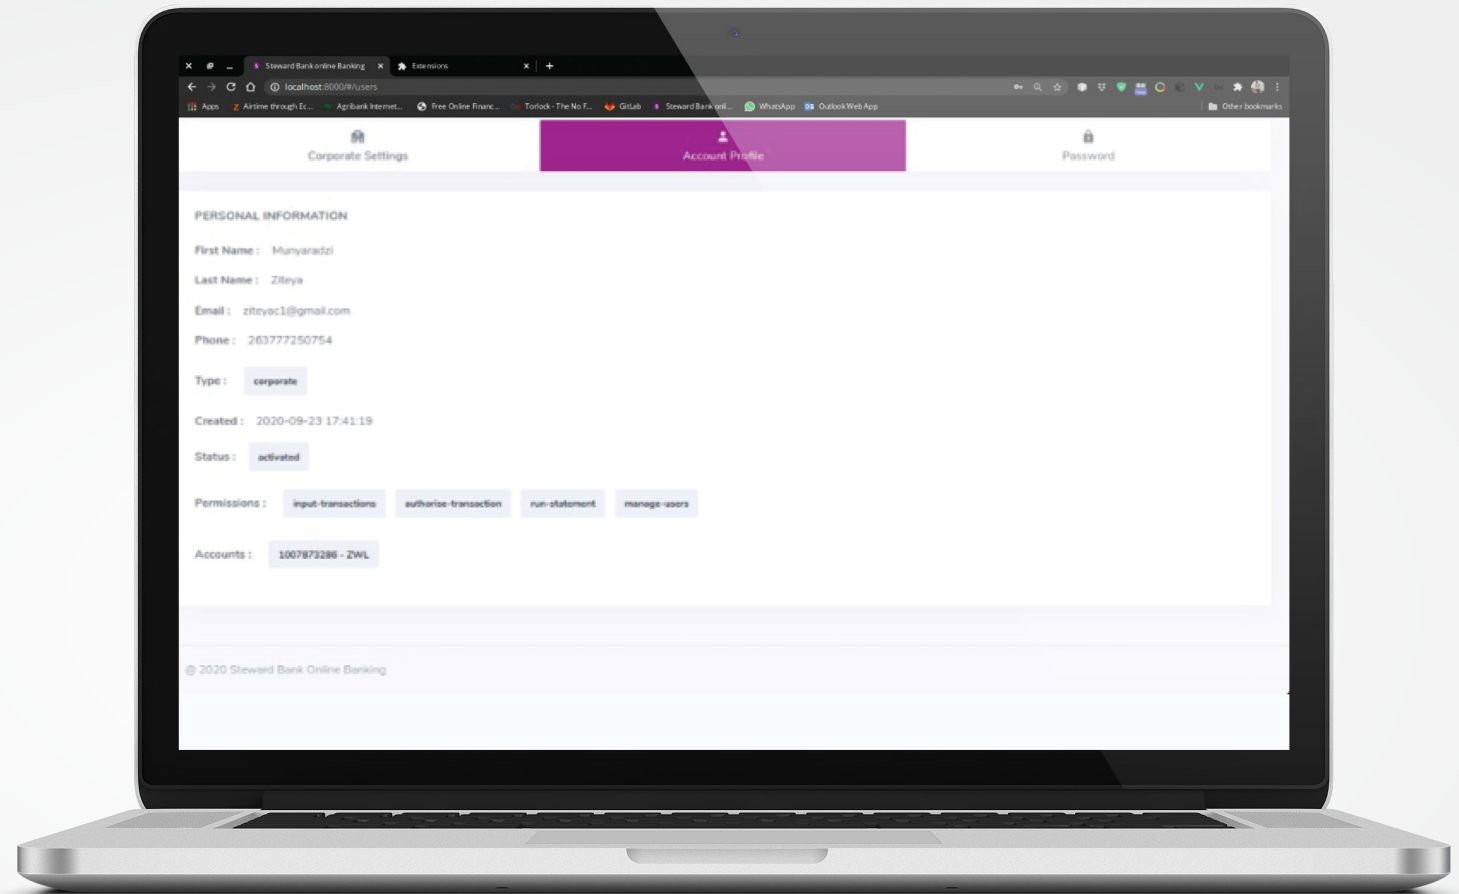 Steward Bank online Banking
Extensions
localhost:8000/#/users
Apps
Airtime through Ec...
Agribank Internet...
Free Online Financ...
Torlock - The No F...
GitLab
Steward Bank onli...
WhatsApp
Outlook Web App
Other bookmarks
Corporate Settings
Account Profile
Password
PERSONAL INFORMATION
First Name : Munyaradzi
Last Name : Ziteya
Email : ziteyac1@gmail.com
Phone : 263777250754
Type : corporate
Created : 2020-09-23 17:41:19
Status : activated
Permissions : input-transactions authorise-transaction run-statement manage-users
Accounts : 1007873286 - ZWL
@ 2020 Steward Bank Online Banking